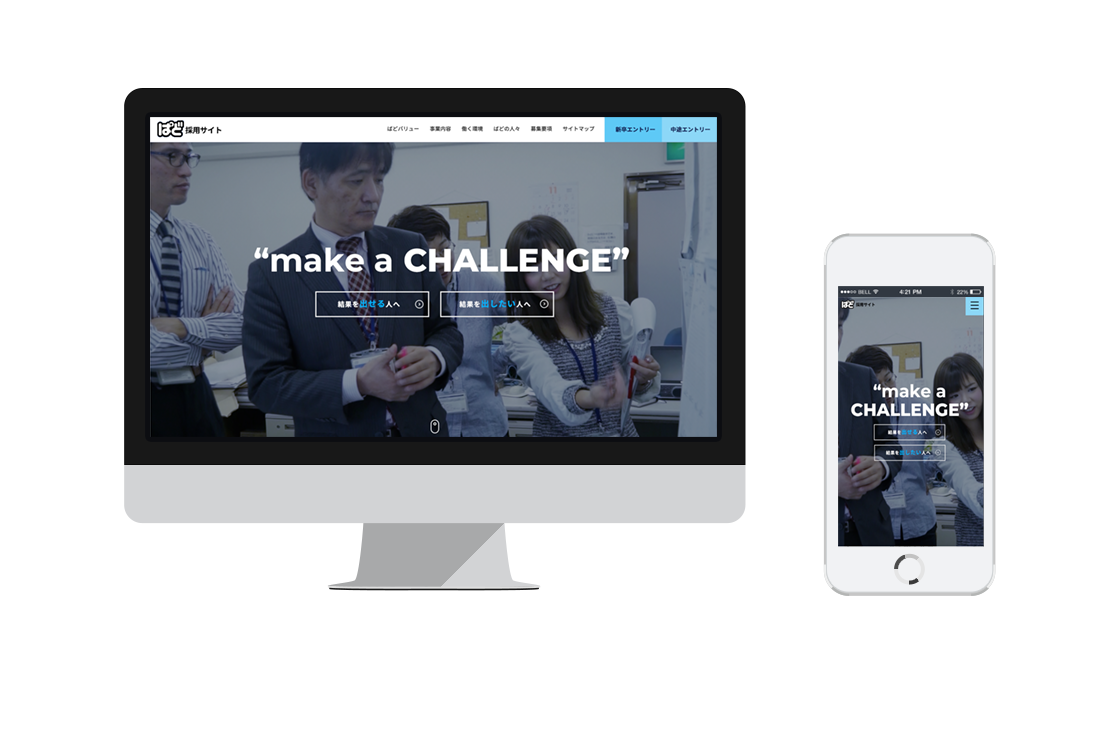 ぱど 採用サイト
ぱどバリュー 事業内容 働く環境 ぱどの人々 募集要項 サイトマップ 新卒エントリー 中途エントリー
11
“make a CHALLENGE”
結果を出せる人へ
結果を出したい人へ
BELL 4:21 PM 22%
ぱど 採用サイト
“make a
CHALLENGE”
結果を出せる人へ
結果を出したい人へ